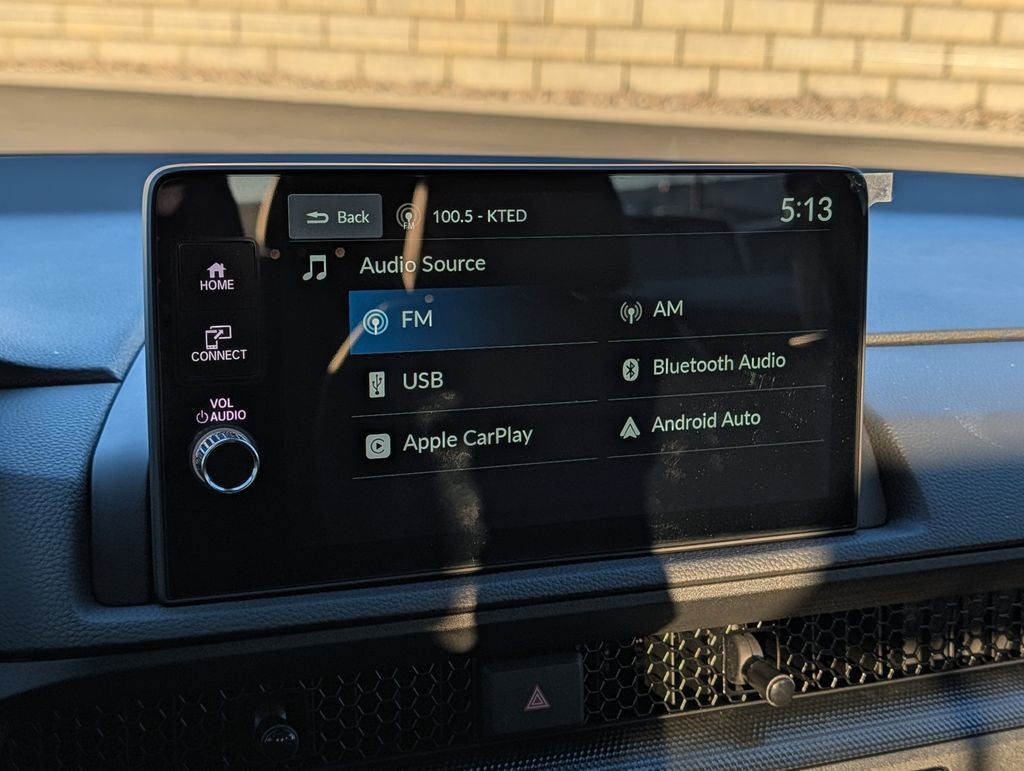 Back
100.5 - KTED
5:13
FM
HOME
Audio Source
FM
AM
CONNECT
USB
Bluetooth Audio
VOL
AUDIO
Apple CarPlay
Android Auto